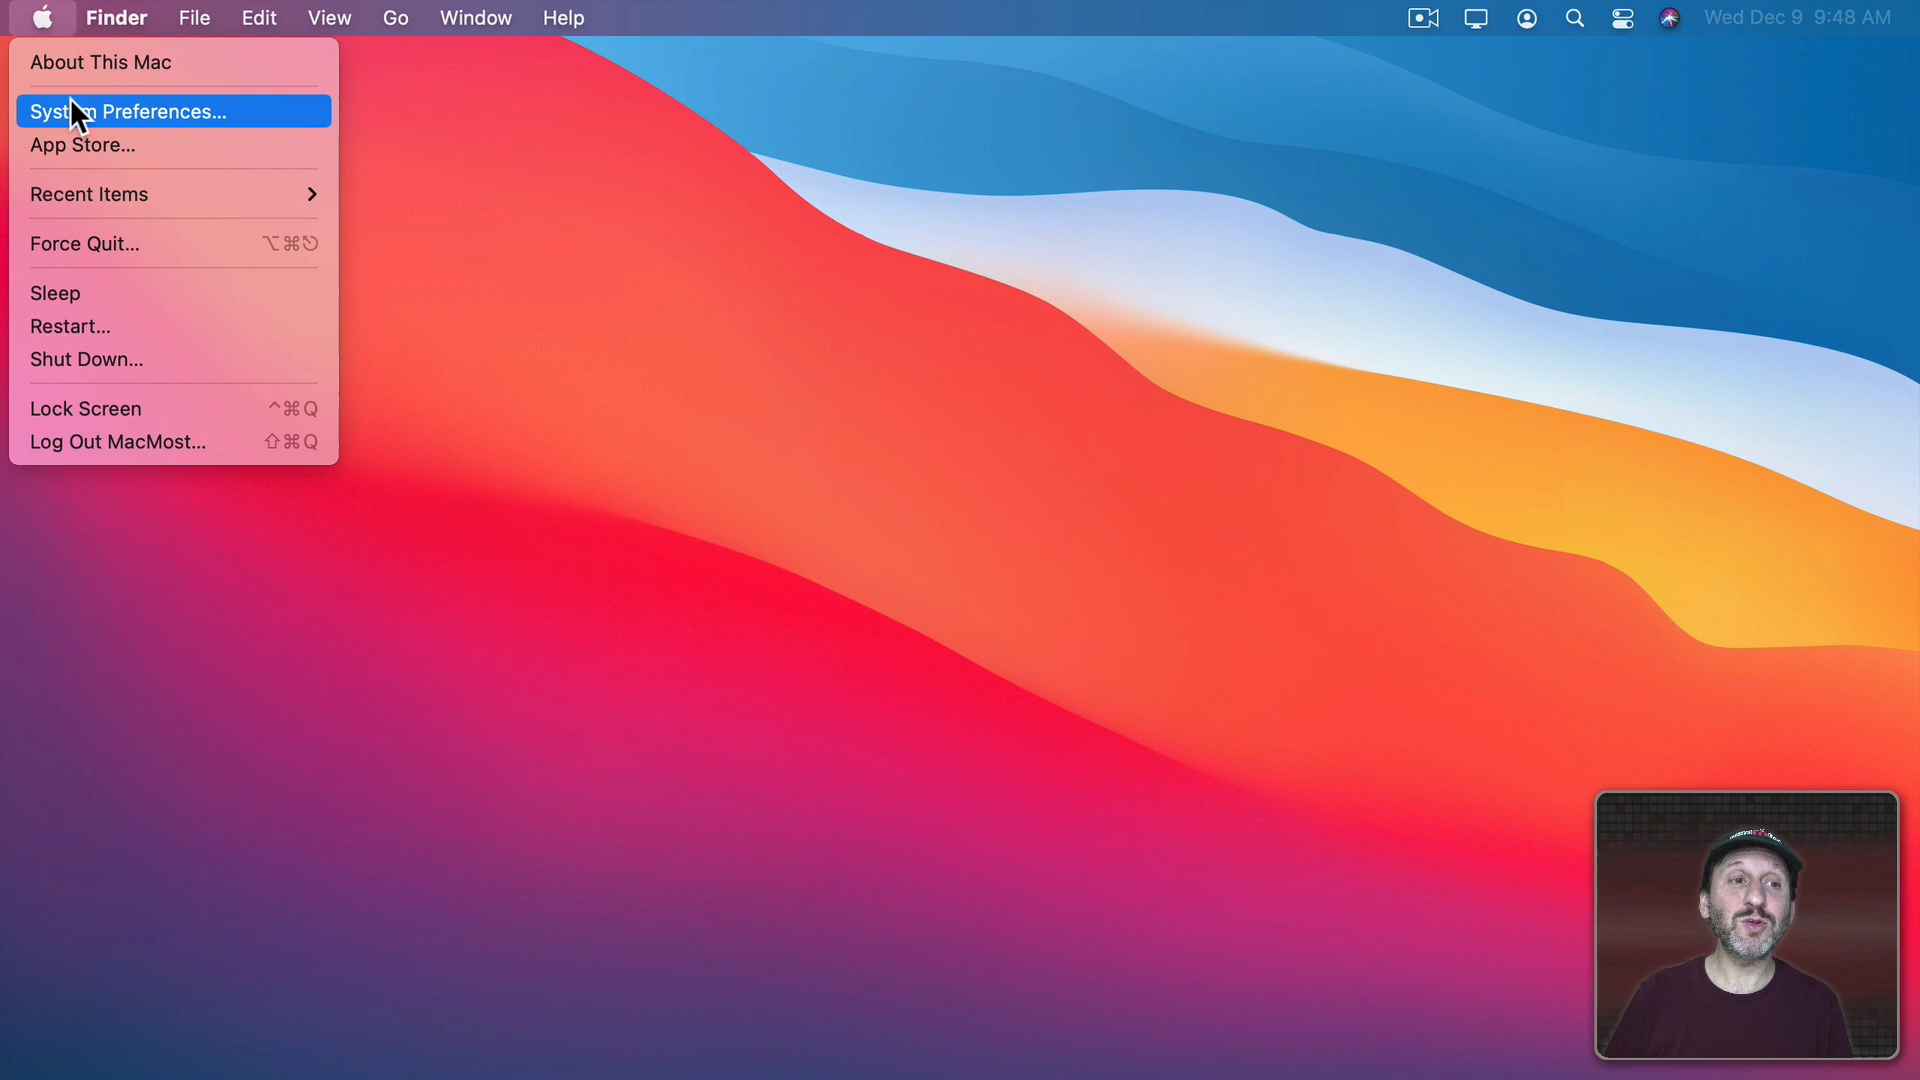 Finder File Edit View Go Window Help Wed Dec 9 9:48 AM
About This Mac
System Preferences...
App Store...
Recent Items
Force Quit... ⌥⌘⎋
Sleep
Restart...
Shut Down...
Lock Screen ^⌘Q
Log Out MacMost... ⇧⌘Q